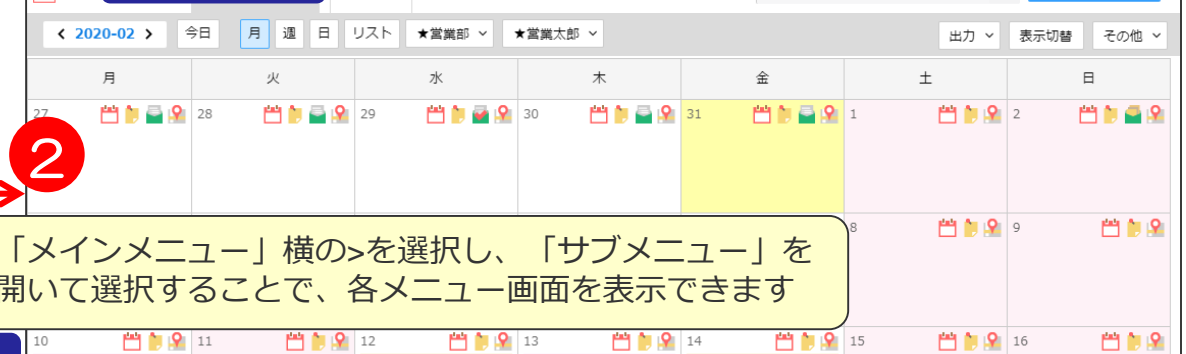 < 2020-02 > 今日 月 週 日 リスト ★営業部 ★営業太郎 出力 表示切替 その他
月 火 水 木 金 土 日
27 28 29 30 31 1 2
2
8 9
「メインメニュー」横の>を選択し、「サブメニュー」を
開いて選択することで、各メニュー画面を表示できます
10 11 12 13 14 15 16